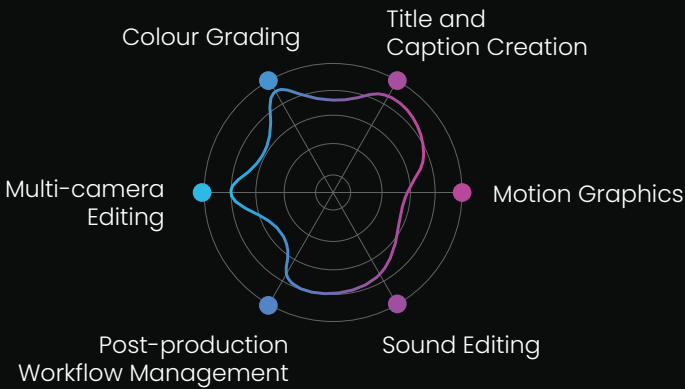 Title and
Caption Creation
Colour Grading
Multi-camera
Editing
Motion Graphics
Post-production
Workflow Management
Sound Editing